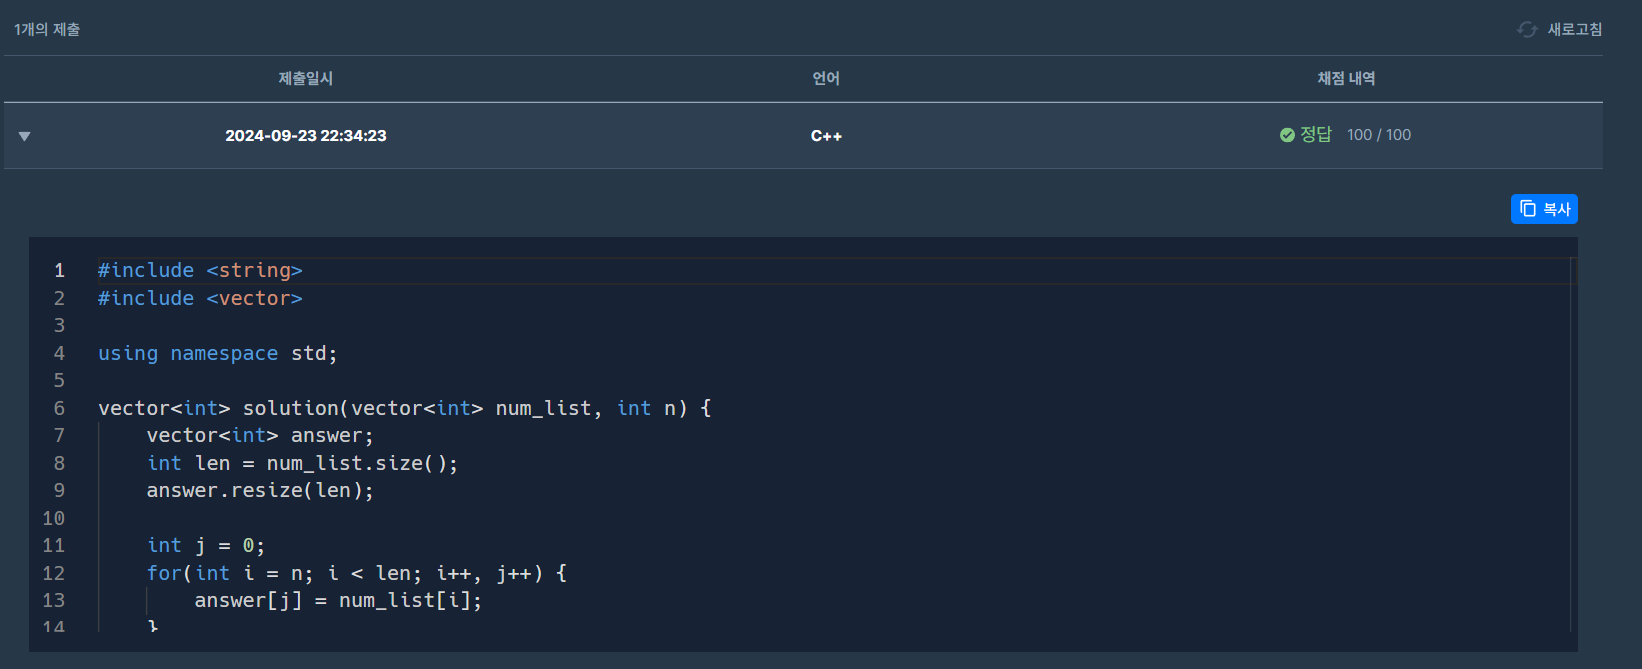 1개의 제출
새로고침
제출일시 언어 채점 내역
2024-09-23 22:34:23 C++ 정답 100 / 100
복사
1 #include <string>
2 #include <vector>
3
4 using namespace std;
5
6 vector<int> solution(vector<int> num_list, int n) {
7     vector<int> answer;
8     int len = num_list.size();
9     answer.resize(len);
10
11     int j = 0;
12     for(int i = n; i < len; i++, j++) {
13         answer[j] = num_list[i];
14     }